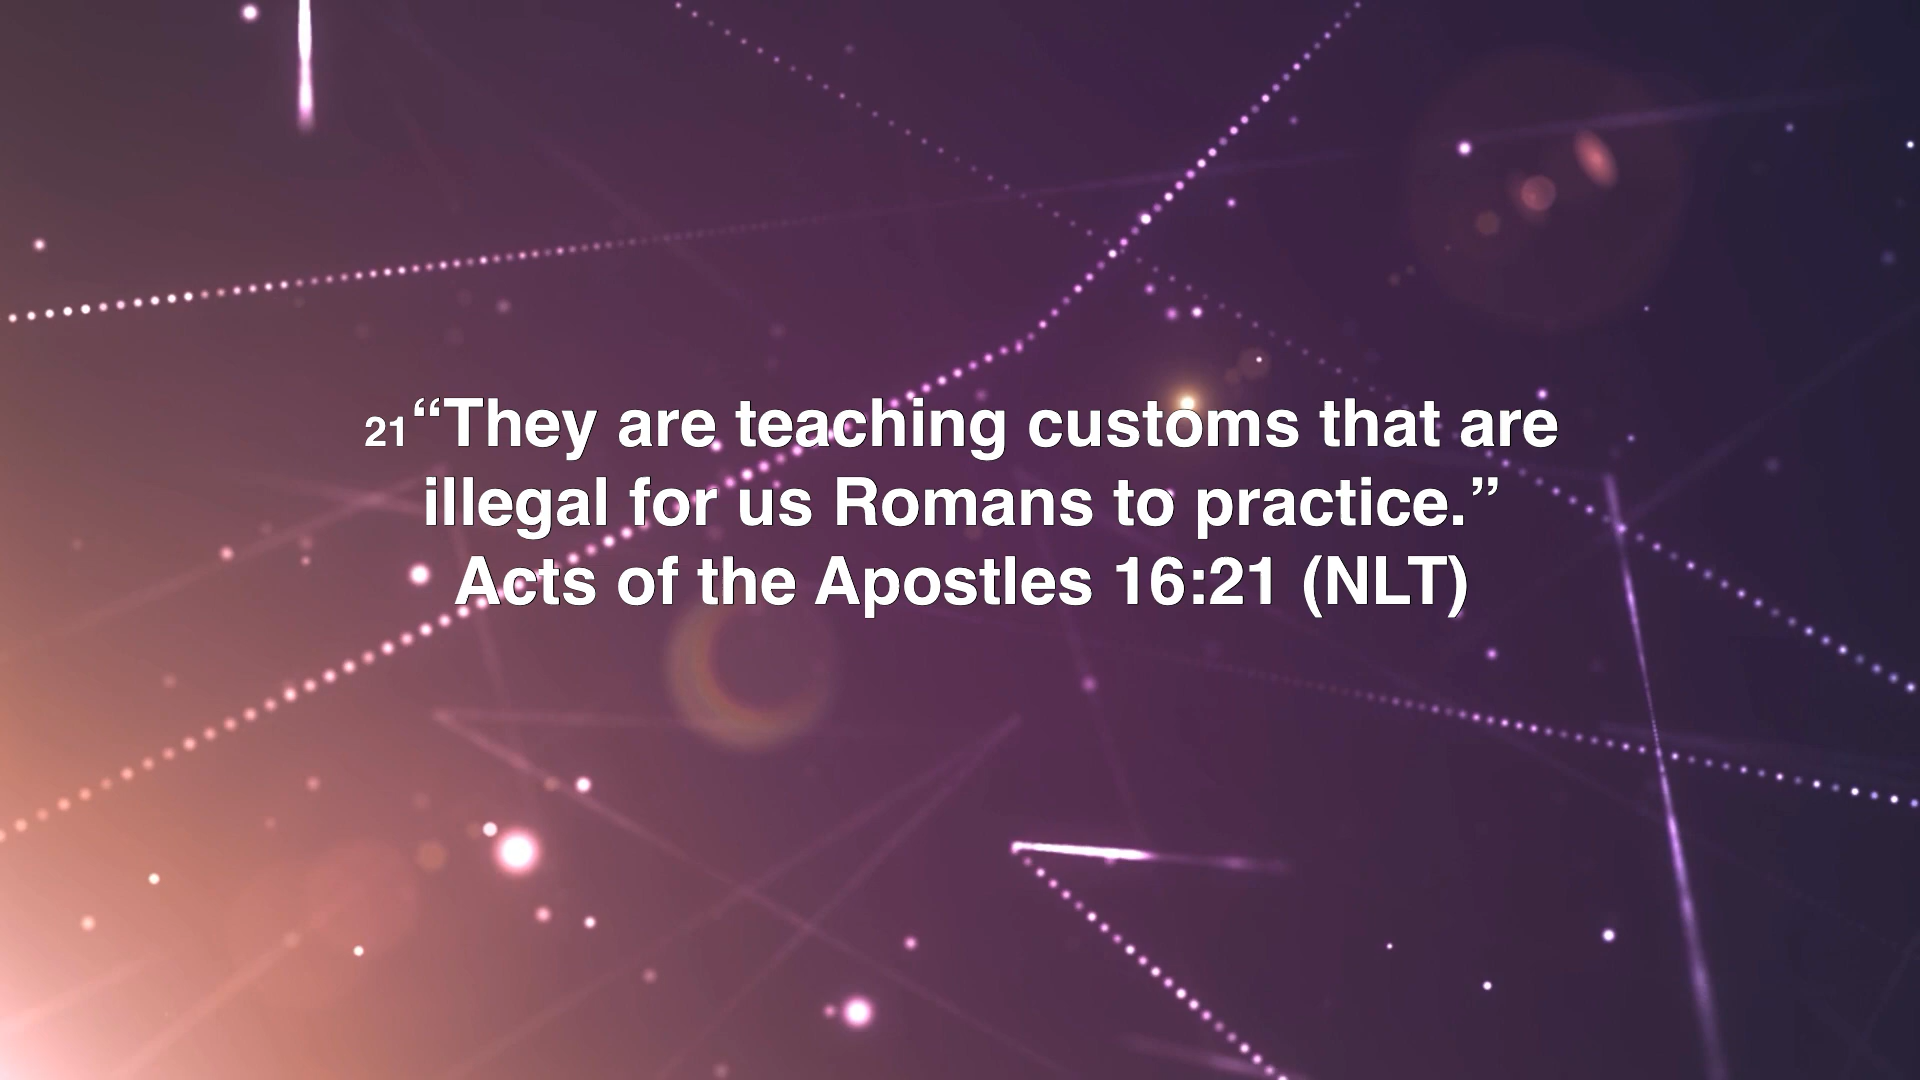 21“They are teaching customs that are
illegal for us Romans to practice.”
Acts of the Apostles 16:21 (NLT)